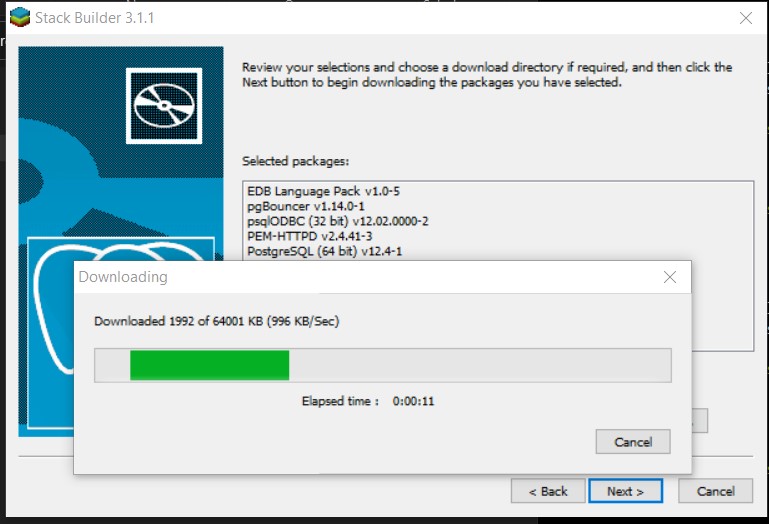 Stack Builder 3.1.1
Review your selections and choose a download directory if required, and then click the
Next button to begin downloading the packages you have selected.
Selected packages:
EDB Language Pack v1.0-5
pgBouncer v1.14.0-1
psqlODBC (32 bit) v12.02.0000-2
PEM-HTTPD v2.4.41-3
PostgreSQL (64 bit) v12.4-1
Downloading
Downloaded 1992 of 64001 KB (996 KB/Sec)
Elapsed time : 0:00:11
Cancel
< Back Next > Cancel